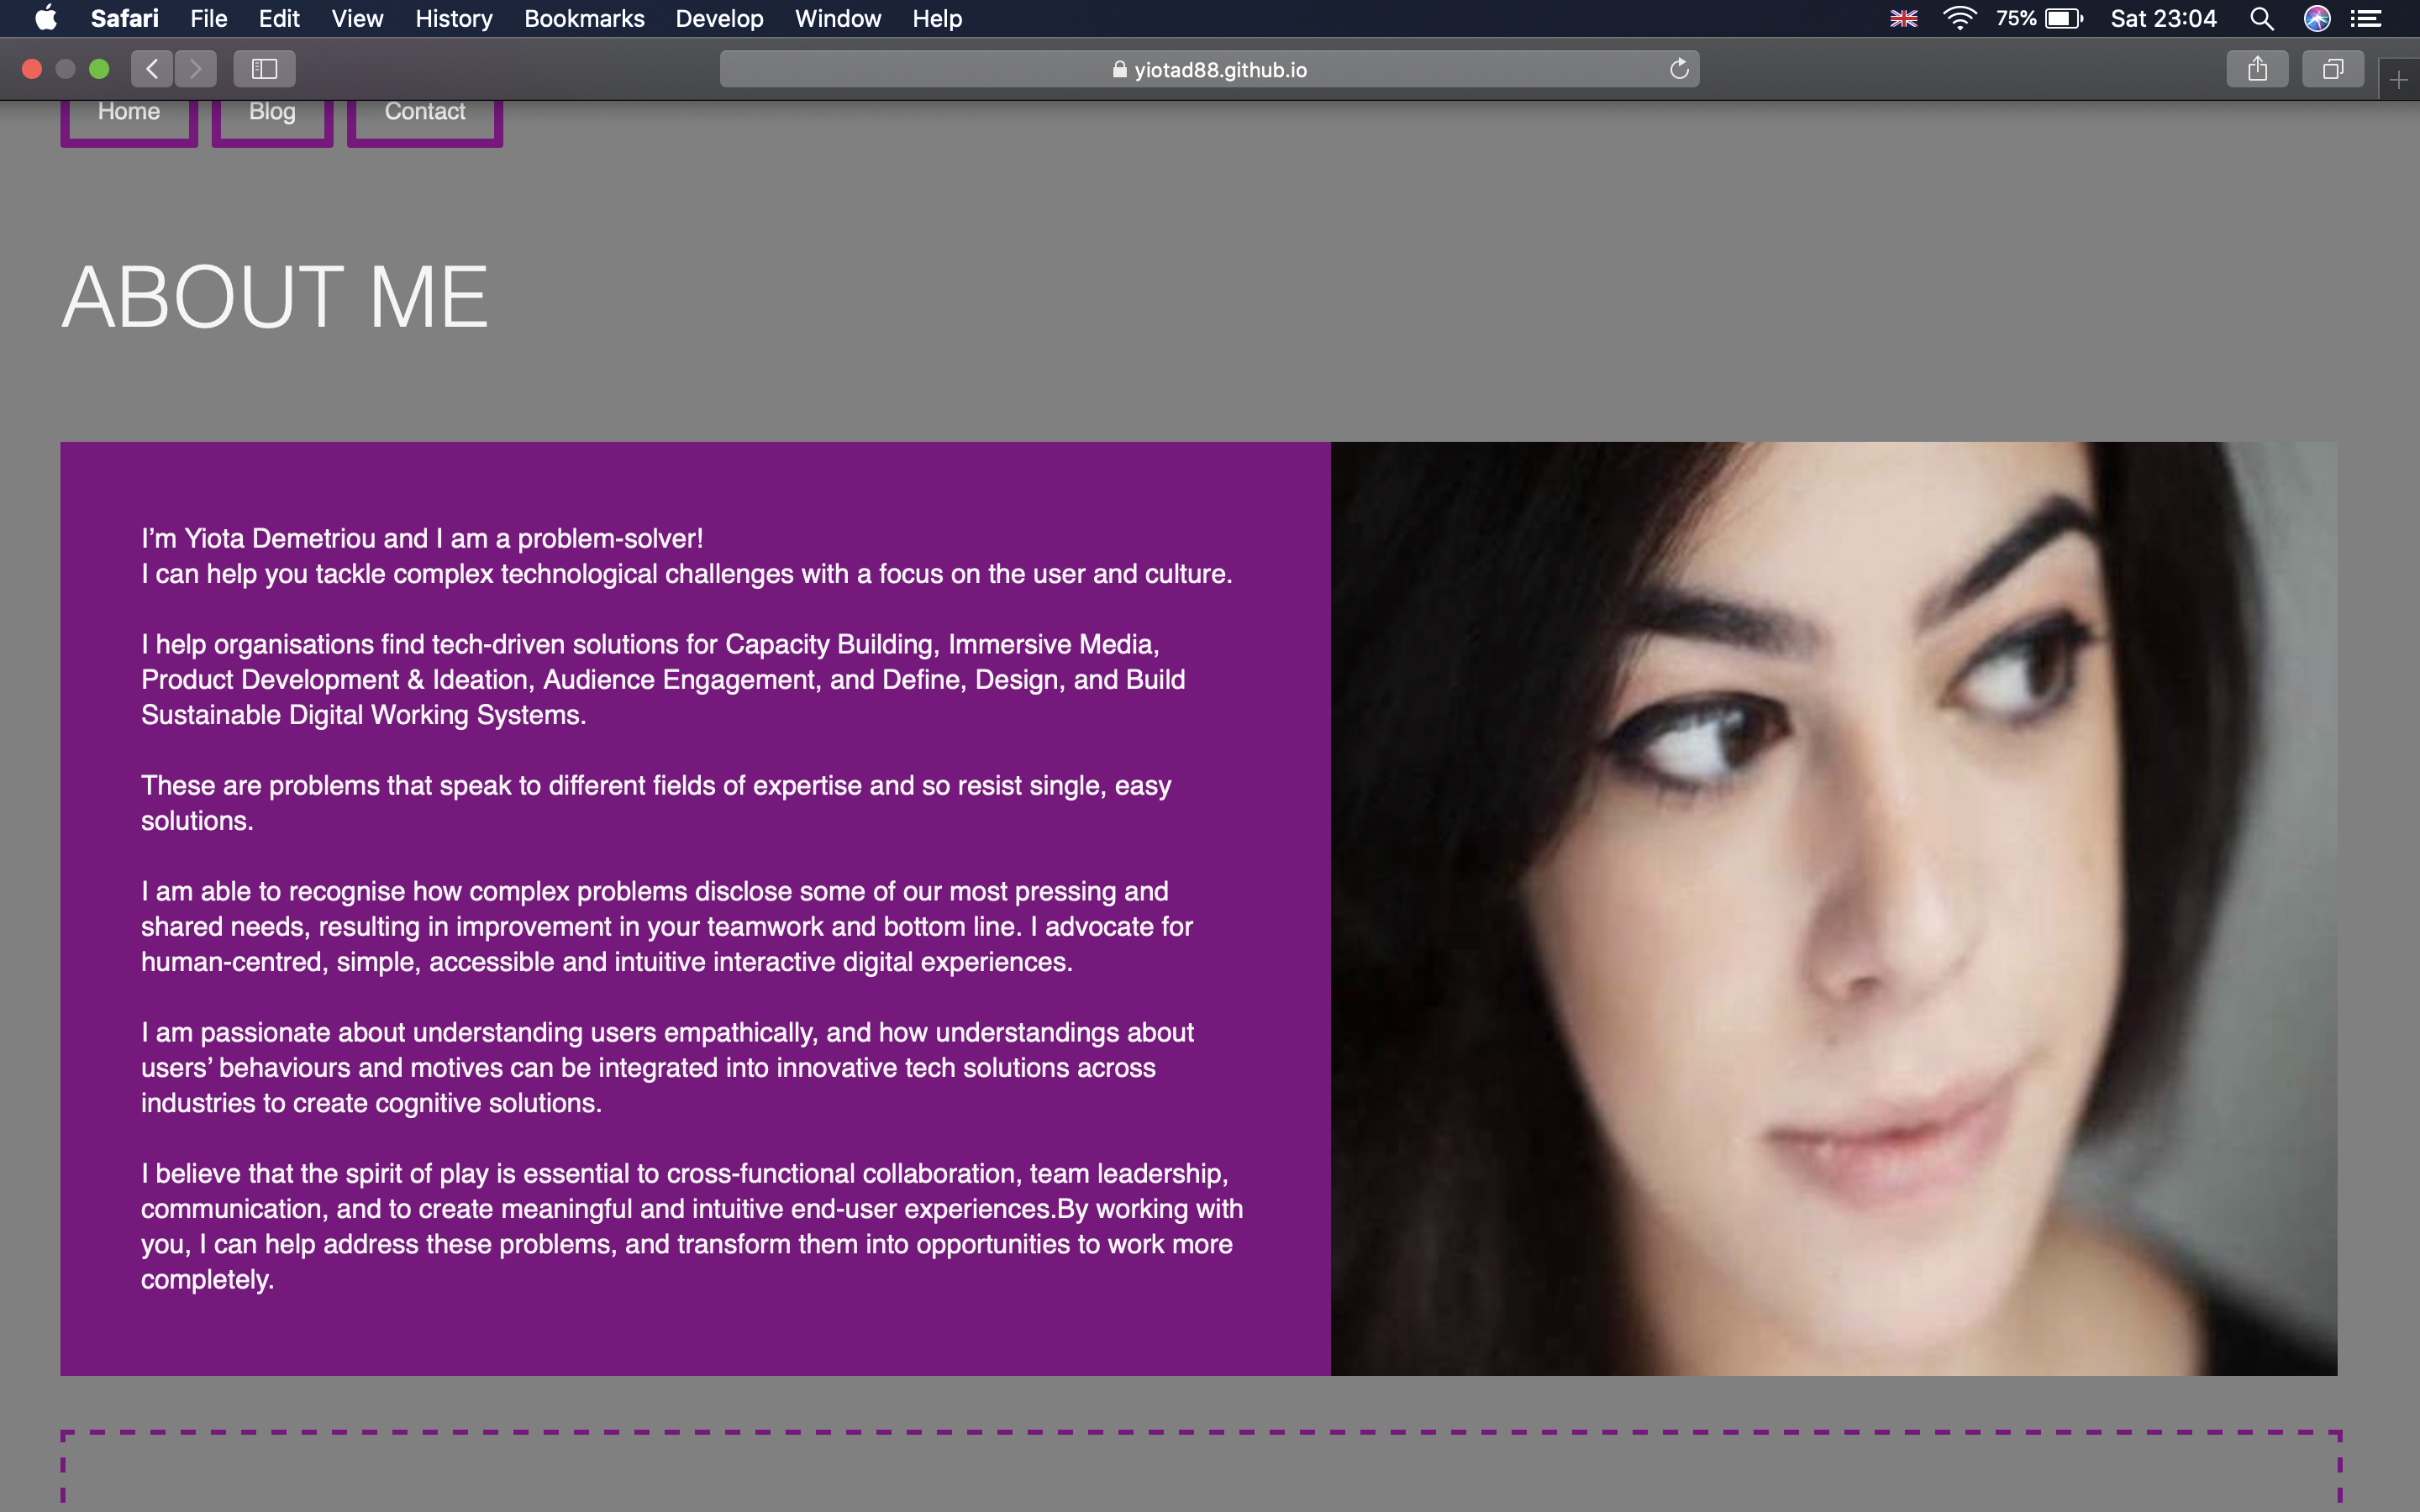 Safari File Edit View History Bookmarks Develop Window Help 75% Sat 23:04
yiotad88.github.io
Home Blog Contact
ABOUT ME
I’m Yiota Demetriou and I am a problem-solver!
I can help you tackle complex technological challenges with a focus on the user and culture.
I help organisations find tech-driven solutions for Capacity Building, Immersive Media,
Product Development & Ideation, Audience Engagement, and Define, Design, and Build
Sustainable Digital Working Systems.
These are problems that speak to different fields of expertise and so resist single, easy
solutions.
I am able to recognise how complex problems disclose some of our most pressing and
shared needs, resulting in improvement in your teamwork and bottom line. I advocate for
human-centred, simple, accessible and intuitive interactive digital experiences.
I am passionate about understanding users empathically, and how understandings about
users’ behaviours and motives can be integrated into innovative tech solutions across
industries to create cognitive solutions.
I believe that the spirit of play is essential to cross-functional collaboration, team leadership,
communication, and to create meaningful and intuitive end-user experiences.By working with
you, I can help address these problems, and transform them into opportunities to work more
completely.